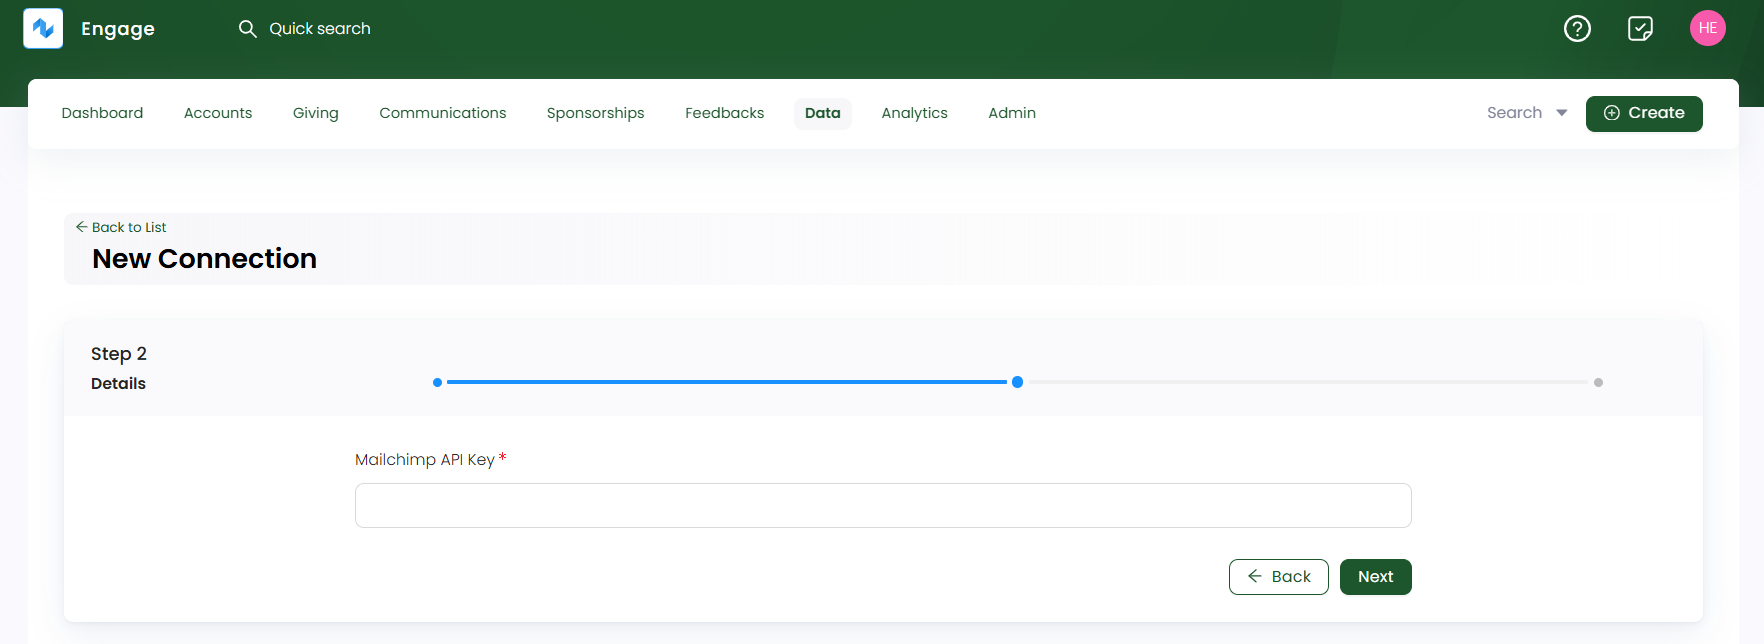 Engage
Quick search
HE
Dashboard Accounts Giving Communications Sponsorships Feedbacks Data Analytics Admin Search Create
Back to List
New Connection
Step 2
Details
Mailchimp API Key *
Back Next